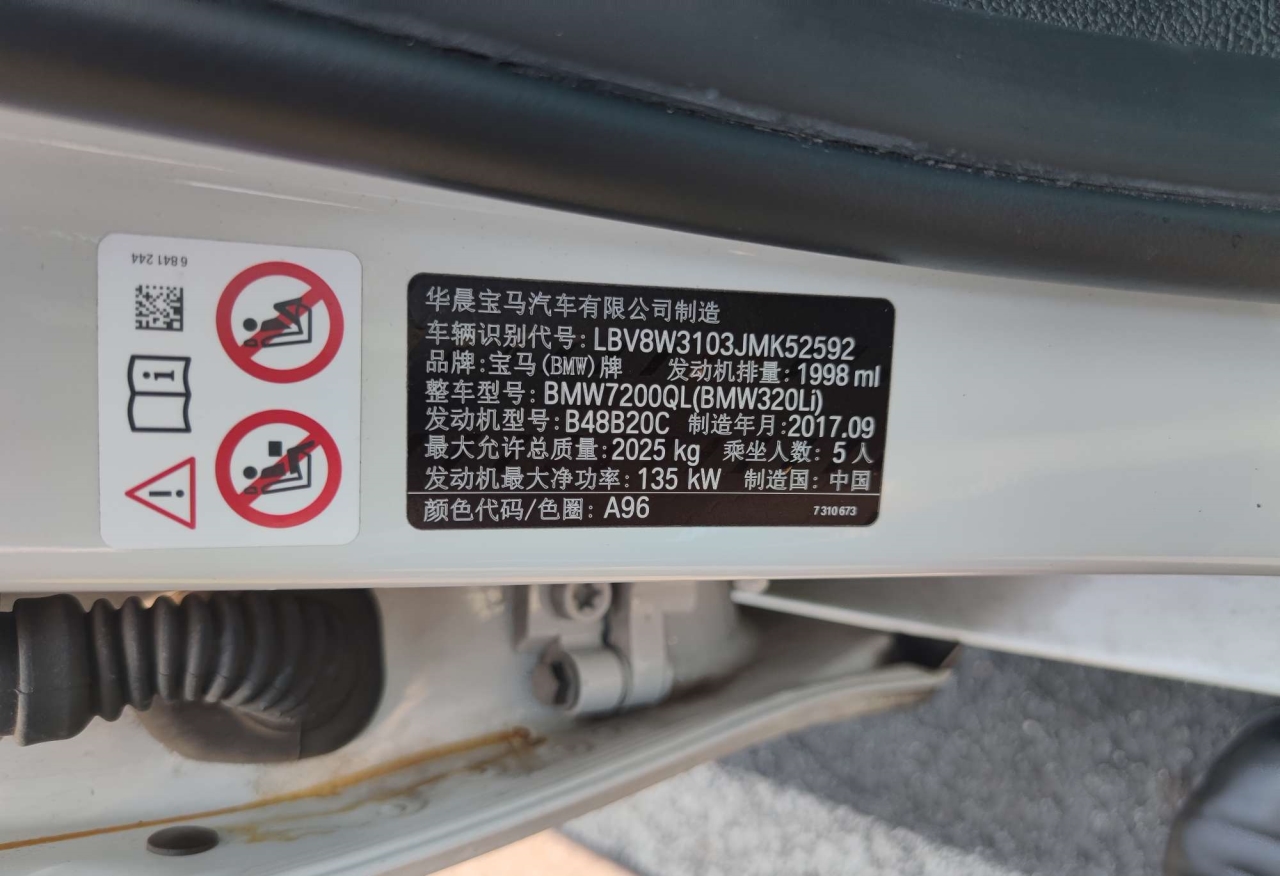 6 841 244
华晨宝马汽车有限公司制造
车辆识别代号: LBV8W3103JMK52592
品牌: 宝马(BMW)牌 发动机排量: 1998 ml
整车型号: BMW7200QL(BMW320Li)
发动机型号: B48B20C 制造年月: 2017.09
最大允许总质量: 2025 kg 乘坐人数: 5 人
发动机最大净功率: 135 kW 制造国: 中国
颜色代码/色圈: A96 7 310 673